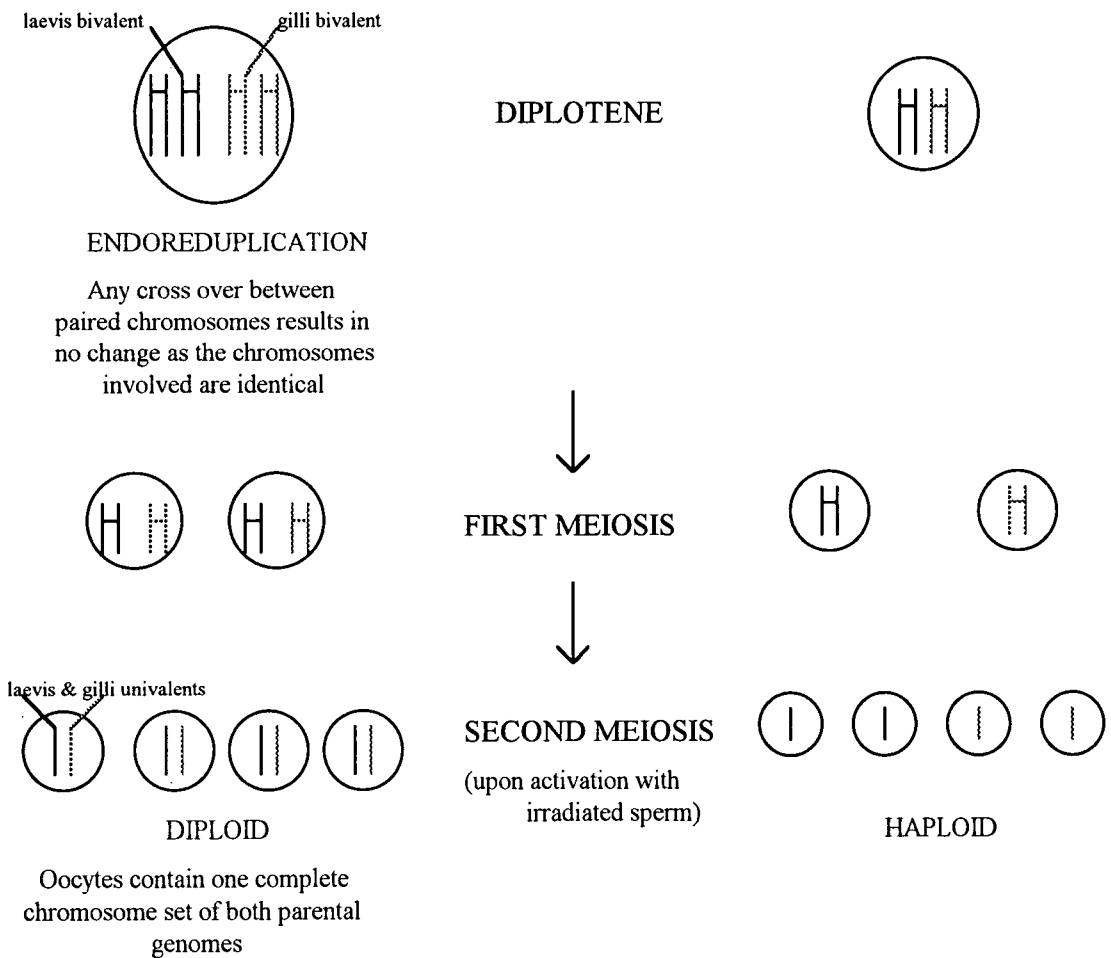 laevis bivalent
gilli bivalent
DIPLOTENE
ENDOREDUPLICATION
Any cross over between
paired chromosomes results in
no change as the chromosomes
involved are identical
FIRST MEIOSIS
laevis & gilli univalents
SECOND MEIOSIS
(upon activation with
irradiated sperm)
DIPLOID
HAPLOID
Oocytes contain one complete
chromosome set of both parental
genomes